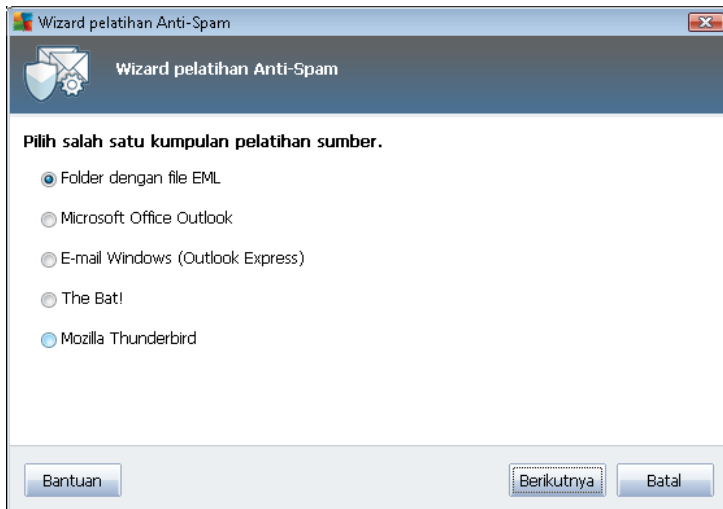 Wizard pelatihan Anti-Spam
Wizard pelatihan Anti-Spam
Pilih salah satu kumpulan pelatihan sumber.
Folder dengan file EML
Microsoft Office Outlook
E-mail Windows (Outlook Express)
The Bat!
Mozilla Thunderbird
Bantuan
Berikutnya
Batal